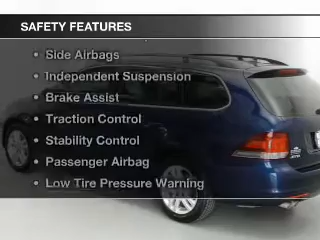 SAFETY FEATURES
• Side Airbags
• Independent Suspension
• Brake Assist
• Traction Control
• Stability Control
• Passenger Airbag
• Low Tire Pressure Warning